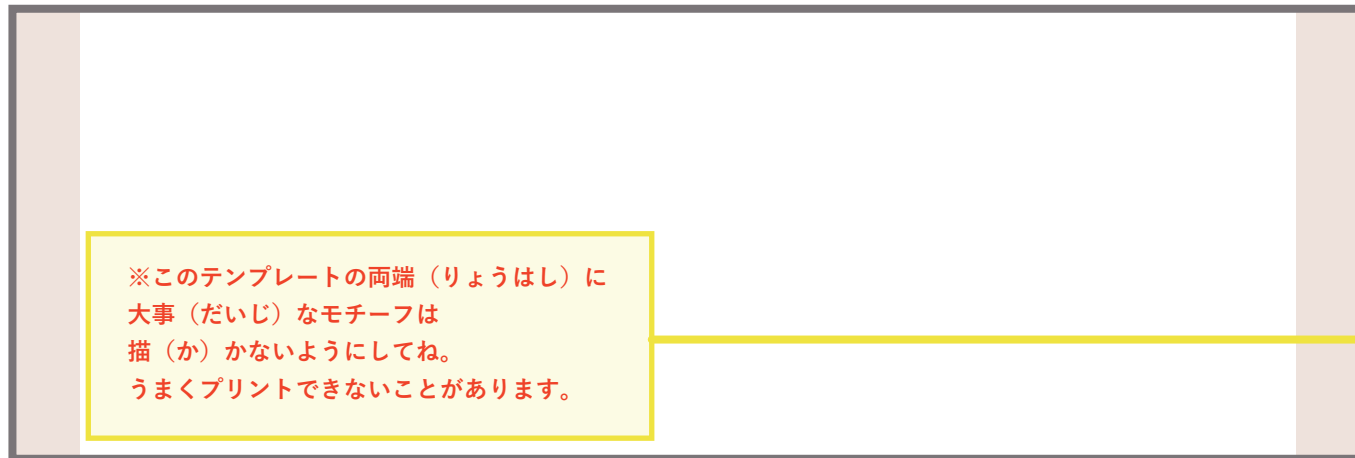 ※このテンプレートの両端（りょうはし）に
大事（だいじ）なモチーフは
描（か）かないようにしてね。
うまくプリントできないことがあります。